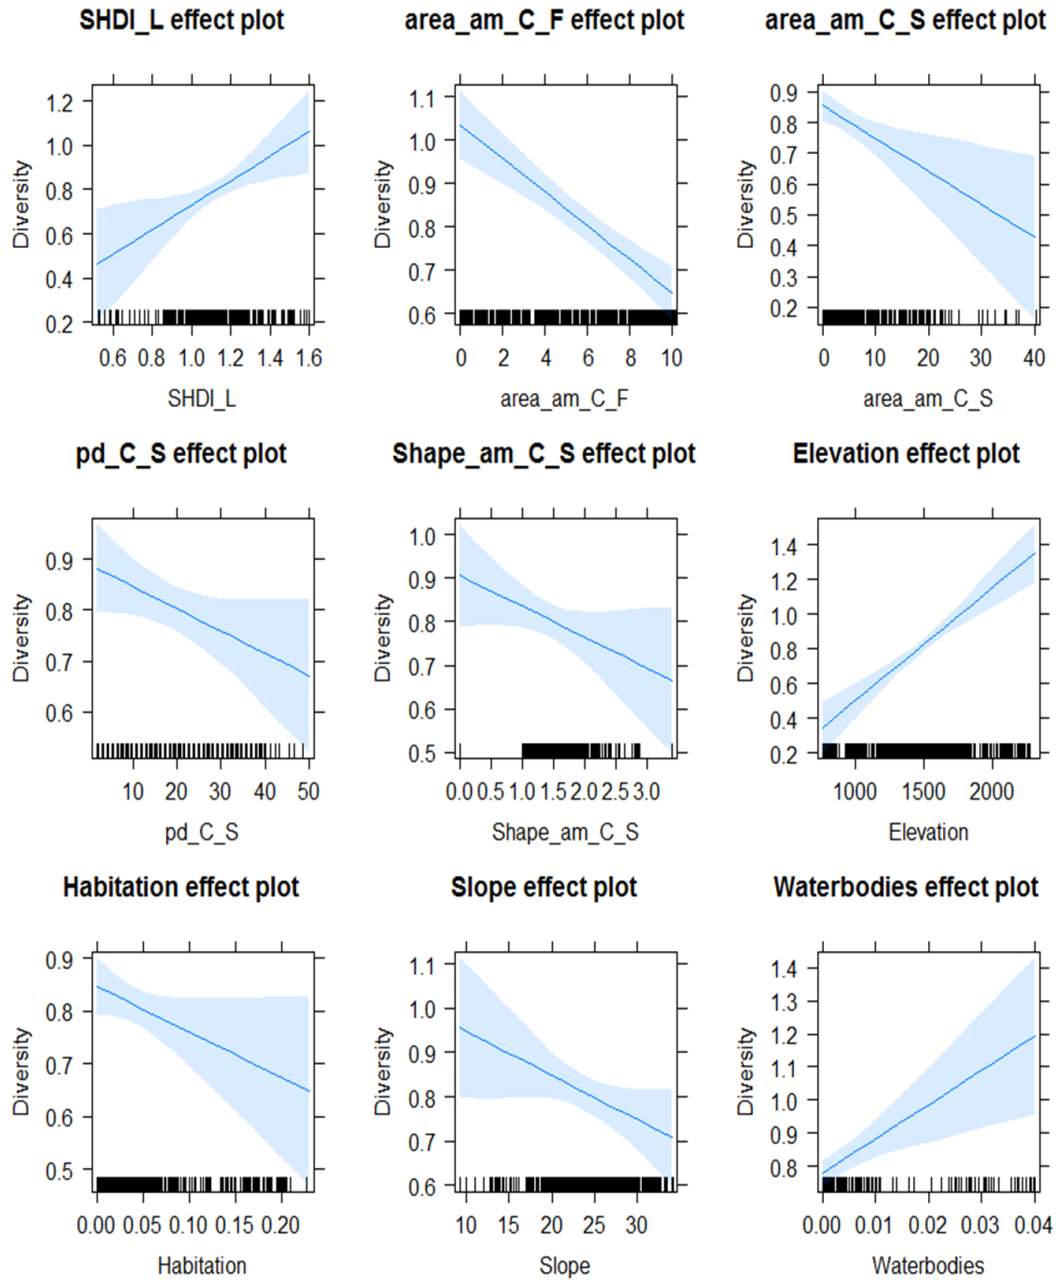 SHDI_L effect plot
Diversity
1.2
1.0
0.8
0.6
0.4
0.2
0.6 0.8 1.0 1.2 1.4 1.6
SHDI_L
area_am_C_F effect plot
Diversity
1.1
1.0
0.9
0.8
0.7
0.6
0 2 4 6 8 10
area_am_C_F
area_am_C_S effect plot
Diversity
0.9
0.8
0.7
0.6
0.5
0.4
0.3
0.2
0 10 20 30 40
area_am_C_S
pd_C_S effect plot
Diversity
0.9
0.8
0.7
0.6
10 20 30 40 50
pd_C_S
Shape_am_C_S effect plot
Diversity
1.0
0.9
0.8
0.7
0.6
0.5
0.0 0.5 1.0 1.5 2.0 2.5 3.0
Shape_am_C_S
Elevation effect plot
Diversity
1.4
1.2
1.0
0.8
0.6
0.4
0.2
1000 1500 2000
Elevation
Habitation effect plot
Diversity
0.9
0.8
0.7
0.6
0.5
0.00 0.05 0.10 0.15 0.20
Habitation
Slope effect plot
Diversity
1.1
1.0
0.9
0.8
0.7
0.6
10 15 20 25 30
Slope
Waterbodies effect plot
Diversity
1.4
1.3
1.2
1.1
1.0
0.9
0.8
0.00 0.01 0.02 0.03 0.04
Waterbodies